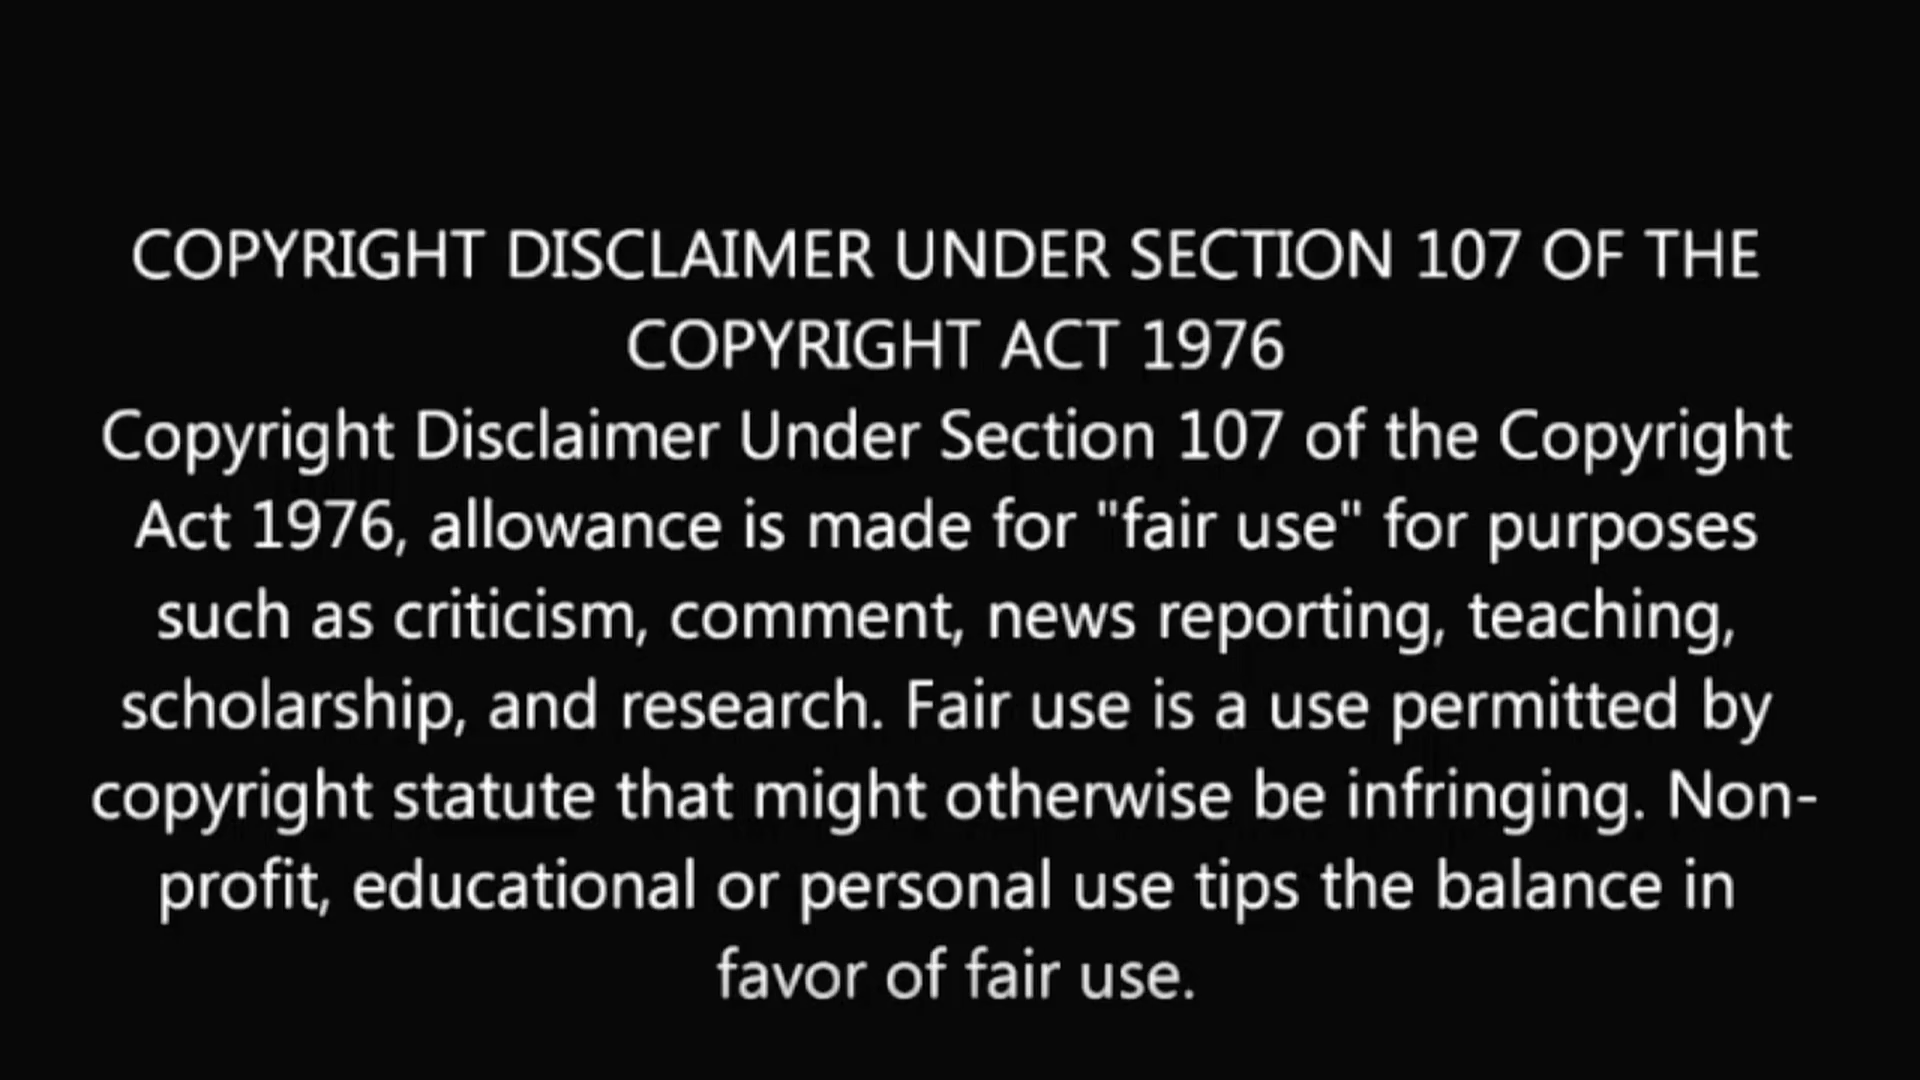 COPYRIGHT DISCLAIMER UNDER SECTION 107 OF THE
COPYRIGHT ACT 1976
Copyright Disclaimer Under Section 107 of the Copyright
Act 1976, allowance is made for "fair use" for purposes
such as criticism, comment, news reporting, teaching,
scholarship, and research. Fair use is a use permitted by
copyright statute that might otherwise be infringing. Non-
profit, educational or personal use tips the balance in
favor of fair use.